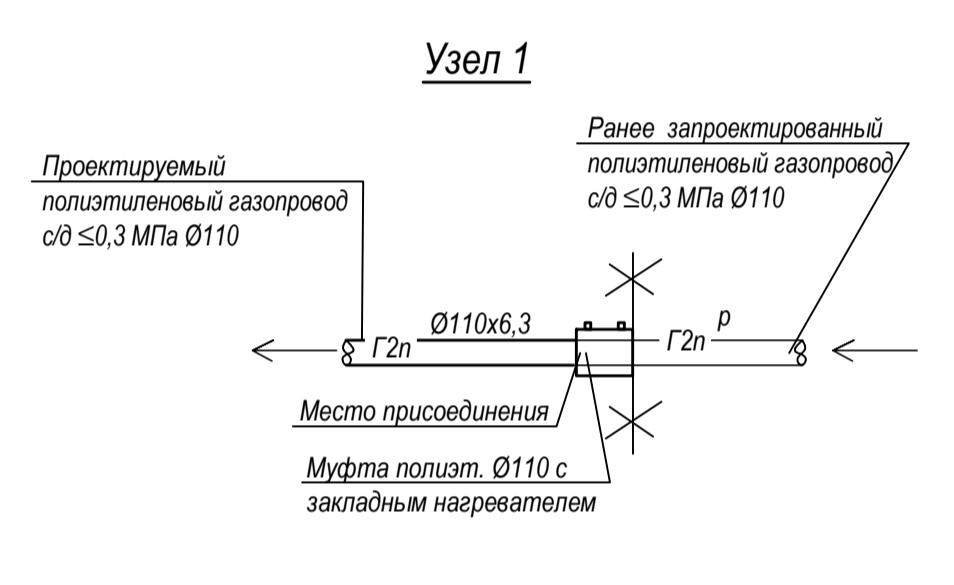 Узел 1
Ранее запроектированный
полиэтиленовый газопровод
с/д ≤0,3 МПа Ø110
Проектируемый
полиэтиленовый газопровод
с/д ≤0,3 МПа Ø110
Ø110х6,3
р
Г2п
Г2п
Место присоединения
Муфта полиэт. Ø110 с
закладным нагревателем